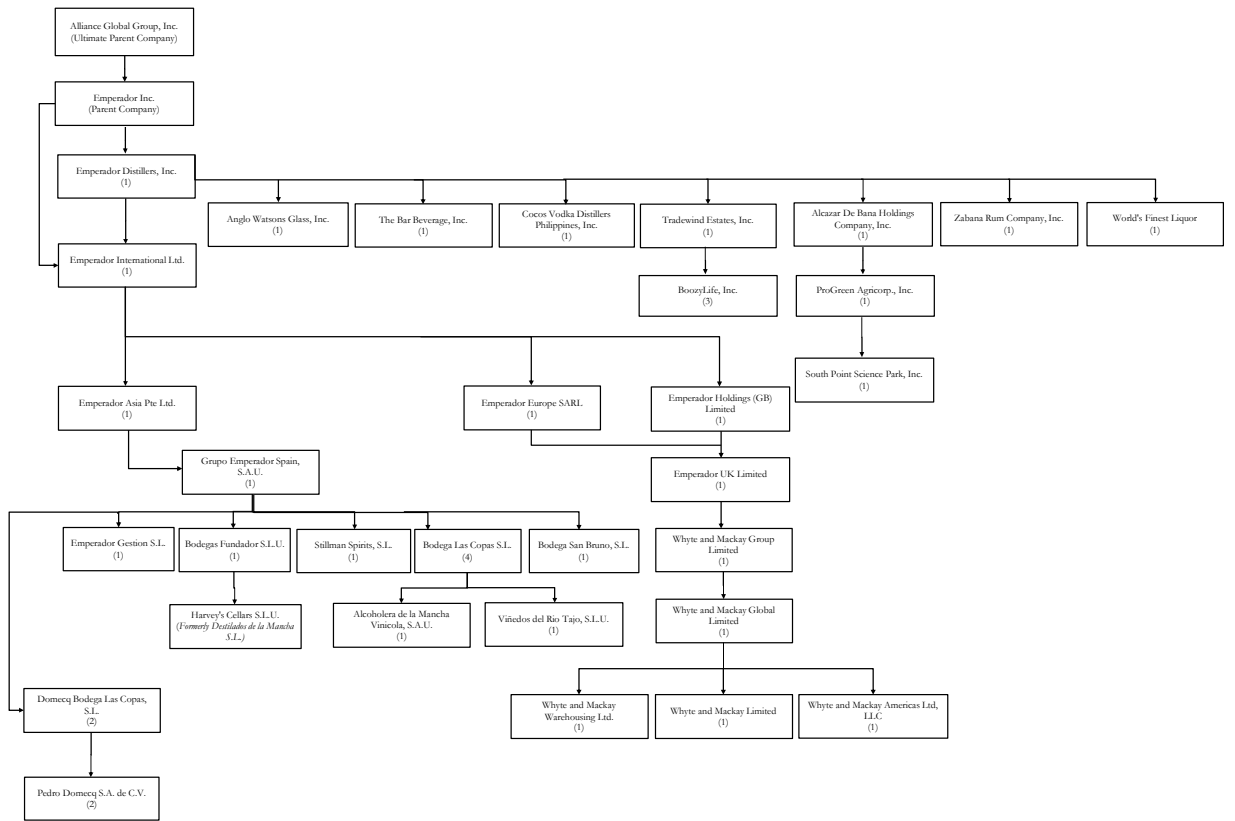 Alliance Global Group, Inc.
(Ultimate Parent Company)
Emperador Inc.
(Parent Company)
Emperador Distillers, Inc.
(1)
Anglo Watsons Glass, Inc.
(1)
The Bar Beverage, Inc.
(1)
Cocos Vodka Distillers
Philippines, Inc.
(1)
Tradewind Estates, Inc.
(1)
Alcazar De Bana Holdings
Company, Inc.
(1)
Zabana Rum Company, Inc.
(1)
World's Finest Liquor
(1)
Emperador International Ltd.
(1)
BoozyLife, Inc.
(3)
ProGreen Agricorp., Inc.
(1)
South Point Science Park, Inc.
(1)
Emperador Asia Pte Ltd.
(1)
Emperador Europe SARL
(1)
Emperador Holdings (GB)
Limited
(1)
Grupo Emperador Spain,
S.A.U.
(1)
Emperador UK Limited
(1)
Emperador Gestion S.L.
(1)
Bodegas Fundador S.L.U.
(1)
Stillman Spirits, S.L.
(1)
Bodega Las Copas S.L.
(4)
Bodega San Bruno, S.L.
(1)
Whyte and Mackay Group
Limited
(1)
Harvey's Cellars S.L.U.
(Formerly Destilados de la Mancha
S.L.)
Alcoholera de la Mancha
Vinicola, S.A.U.
(1)
Viñedos del Rio Tajo, S.L.U.
(1)
Whyte and Mackay Global
Limited
(1)
Domecq Bodega Las Copas,
S.L.
(2)
Whyte and Mackay
Warehousing Ltd.
(1)
Whyte and Mackay Limited
(1)
Whyte and Mackay Americas Ltd,
LLC
(1)
Pedro Domecq S.A. de C.V.
(2)